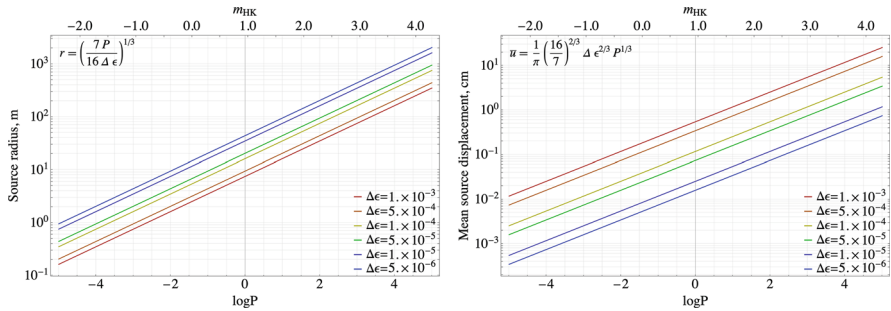 m_HK
-2.0 -1.0 0.0 1.0 2.0 3.0 4.0
r = (7 P / 16 Δ ϵ)^{1/3}
Source radius, m
10^3
10^2
10^1
10^0
10^{-1}
Δϵ=1.×10^{-3}
Δϵ=5.×10^{-4}
Δϵ=1.×10^{-4}
Δϵ=5.×10^{-5}
Δϵ=1.×10^{-5}
Δϵ=5.×10^{-6}
−4 −2 0 2 4
logP
m_HK
-2.0 -1.0 0.0 1.0 2.0 3.0 4.0
u̅ = 1/π (16/7)^{2/3} Δ ϵ^{2/3} P^{1/3}
Mean source displacement, cm
10^1
10^0
10^{-1}
10^{-2}
10^{-3}
Δϵ=1.×10^{-3}
Δϵ=5.×10^{-4}
Δϵ=1.×10^{-4}
Δϵ=5.×10^{-5}
Δϵ=1.×10^{-5}
Δϵ=5.×10^{-6}
−4 −2 0 2 4
logP